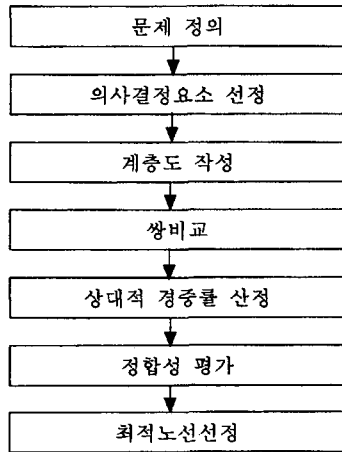 문제 정의
의사결정요소 선정
계층도 작성
쌍비교
상대적 경중률 산정
정합성 평가
최적노선선정